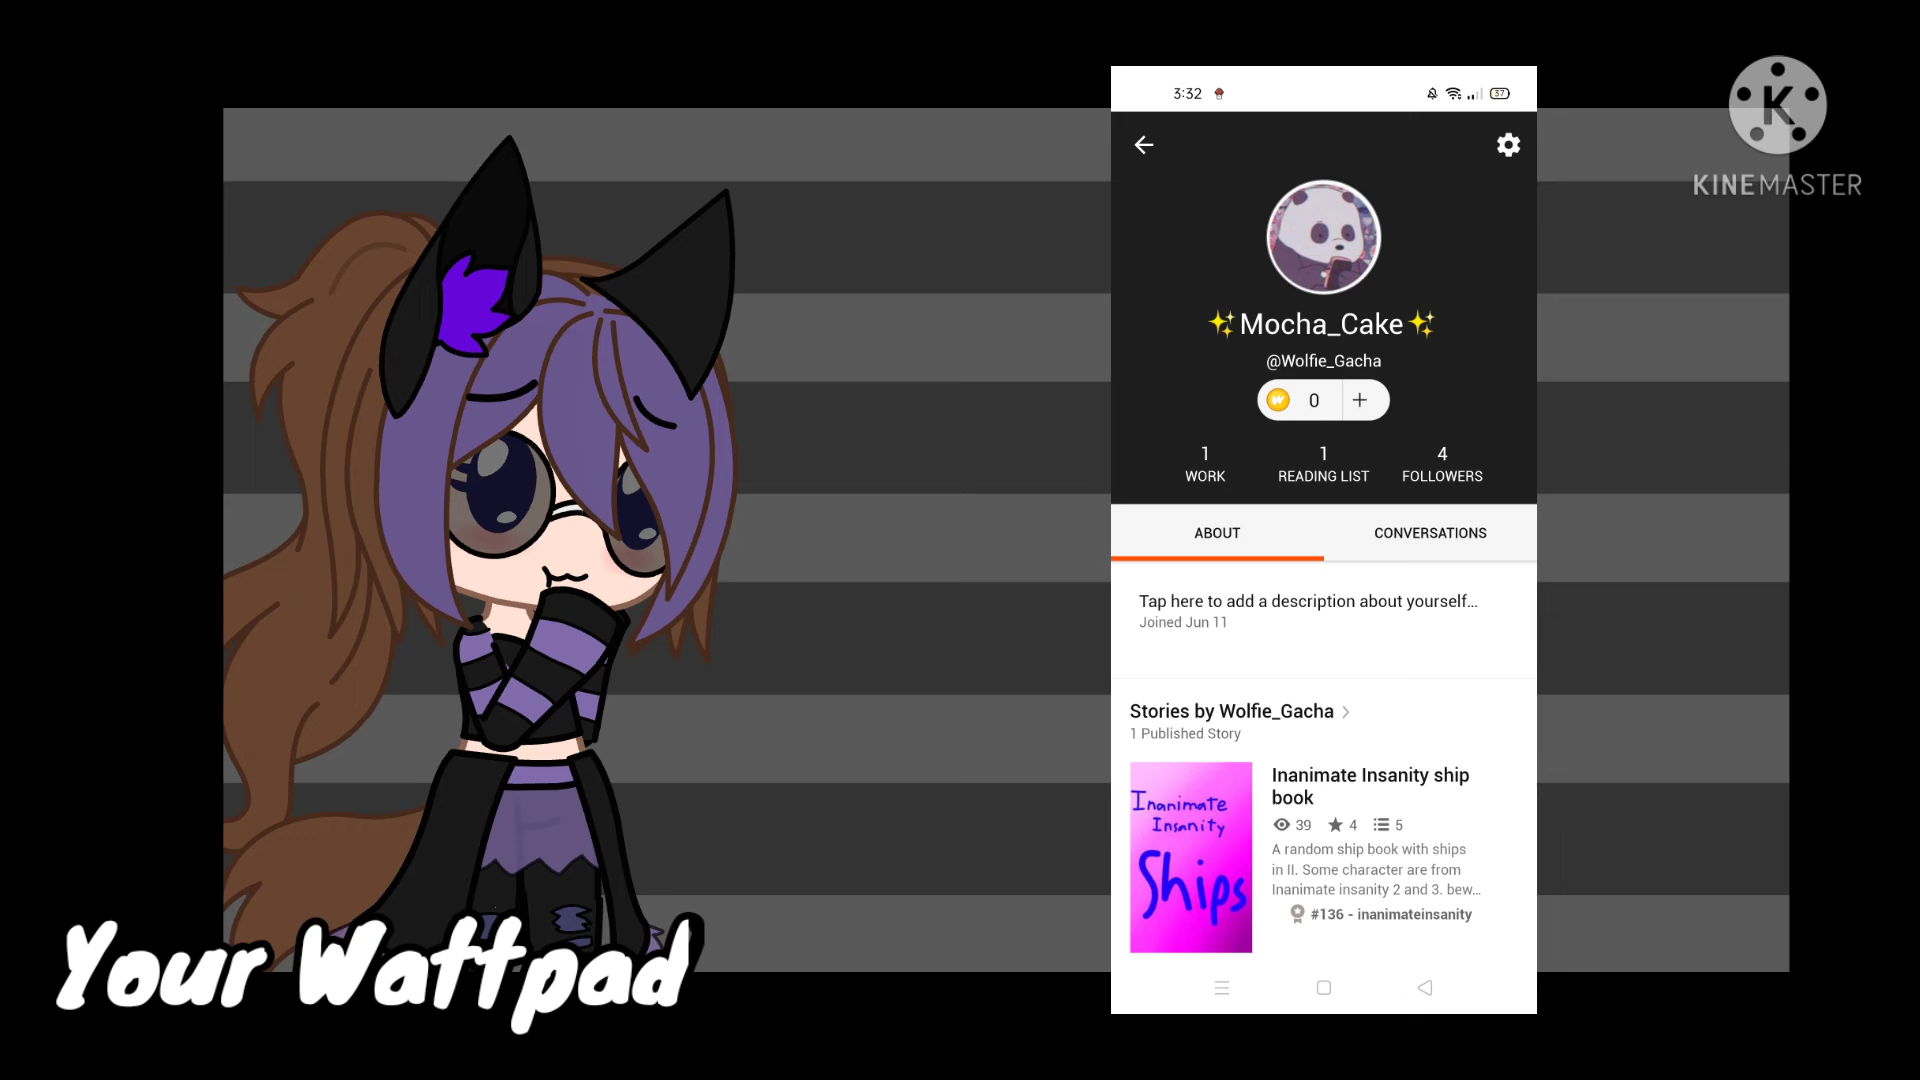 3:32
37
K
KINEMASTER
✨Mocha_Cake✨
@Wolfie_Gacha
W 0 +
1 1 4
WORK READING LIST FOLLOWERS
ABOUT CONVERSATIONS
Tap here to add a description about yourself...
Joined Jun 11
Stories by Wolfie_Gacha
1 Published Story
Inanimate
Insanity
Ships
Inanimate Insanity ship
book
39 4 5
A random ship book with ships
in II. Some character are from
Inanimate insanity 2 and 3. bew...
#136 - inanimateinsanity
Your Wattpad